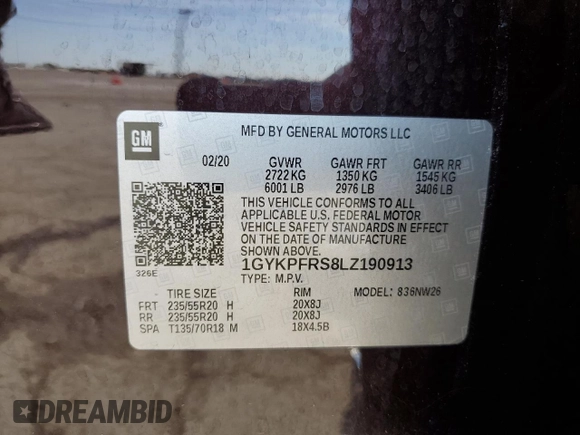 GM
MFD BY GENERAL MOTORS LLC
02/20 GVWR GAWR FRT GAWR RR
2722 KG 1350 KG 1545 KG
6001 LB 2976 LB 3406 LB
THIS VEHICLE CONFORMS TO ALL
APPLICABLE U.S. FEDERAL MOTOR
VEHICLE SAFETY STANDARDS IN EFFECT
ON THE DATE OF MANUFACTURE
326E
1GYKPFRS8LZ190913
TYPE: M.P.V.
TIRE SIZE RIM MODEL: 836NW26
FRT 235/55R20 H 20X8J
RR 235/55R20 H 20X8J
SPA T135/70R18 M 18X4.5B
DREAMBID